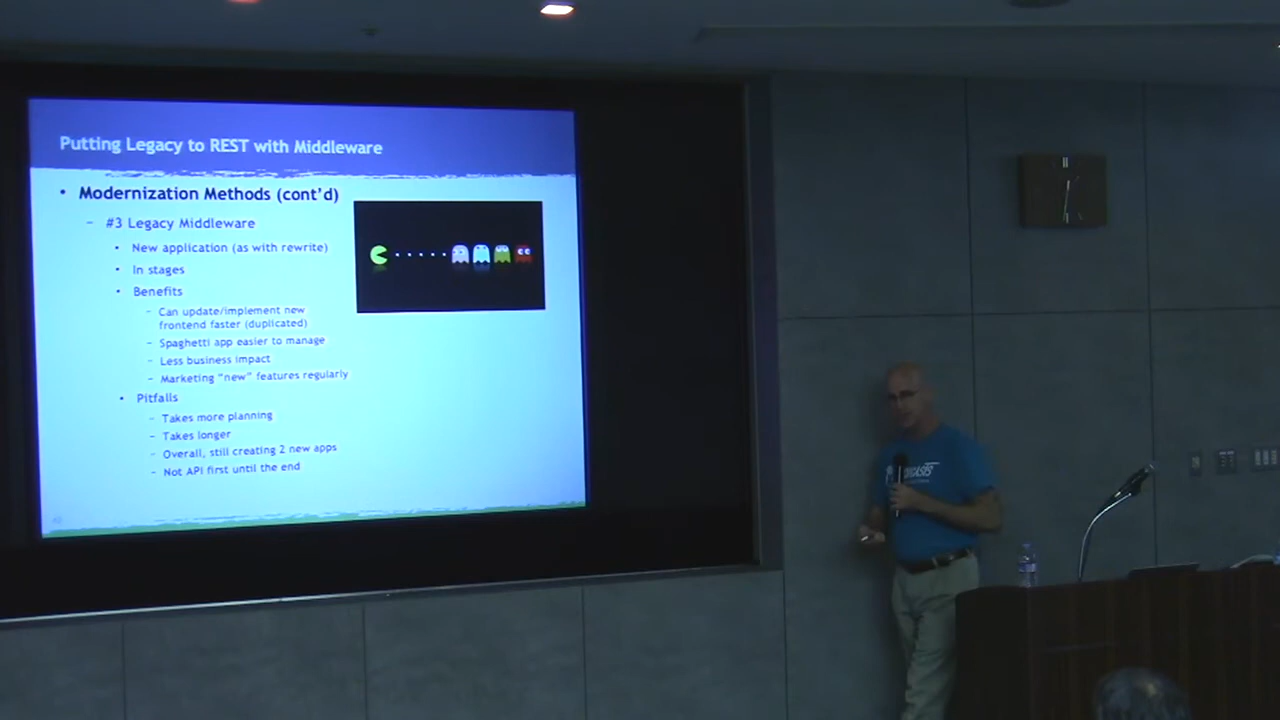 Putting Legacy to REST with Middleware
• Modernization Methods (cont'd)
– #3 Legacy Middleware
• New application (as with rewrite)
• In stages
• Benefits
– Can update/implement new
frontend faster (duplicated)
– Spaghetti app easier to manage
– Less business impact
– Marketing "new" features regularly
• Pitfalls
– Takes more planning
– Takes longer
– Overall, still creating 2 new apps
– Not API first until the end